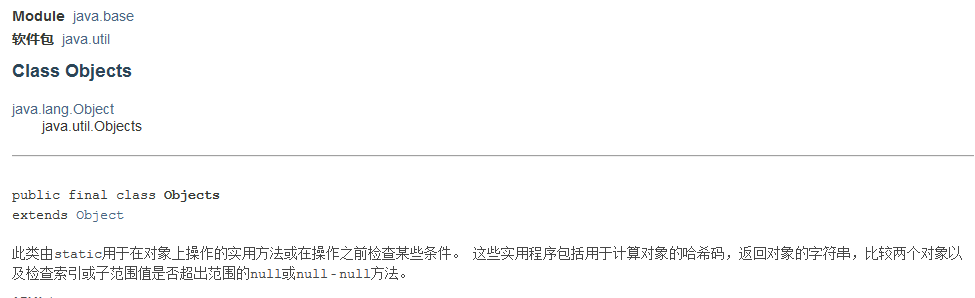 Module java.base
软件包 java.util
Class Objects
java.lang.Object
java.util.Objects
public final class Objects
extends Object
此类由static用于在对象上操作的实用方法或在操作之前检查某些条件。 这些实用程序包括用于计算对象的哈希码，返回对象的字符串，比较两个对象以
及检查索引或子范围值是否超出范围的null或null - null方法。